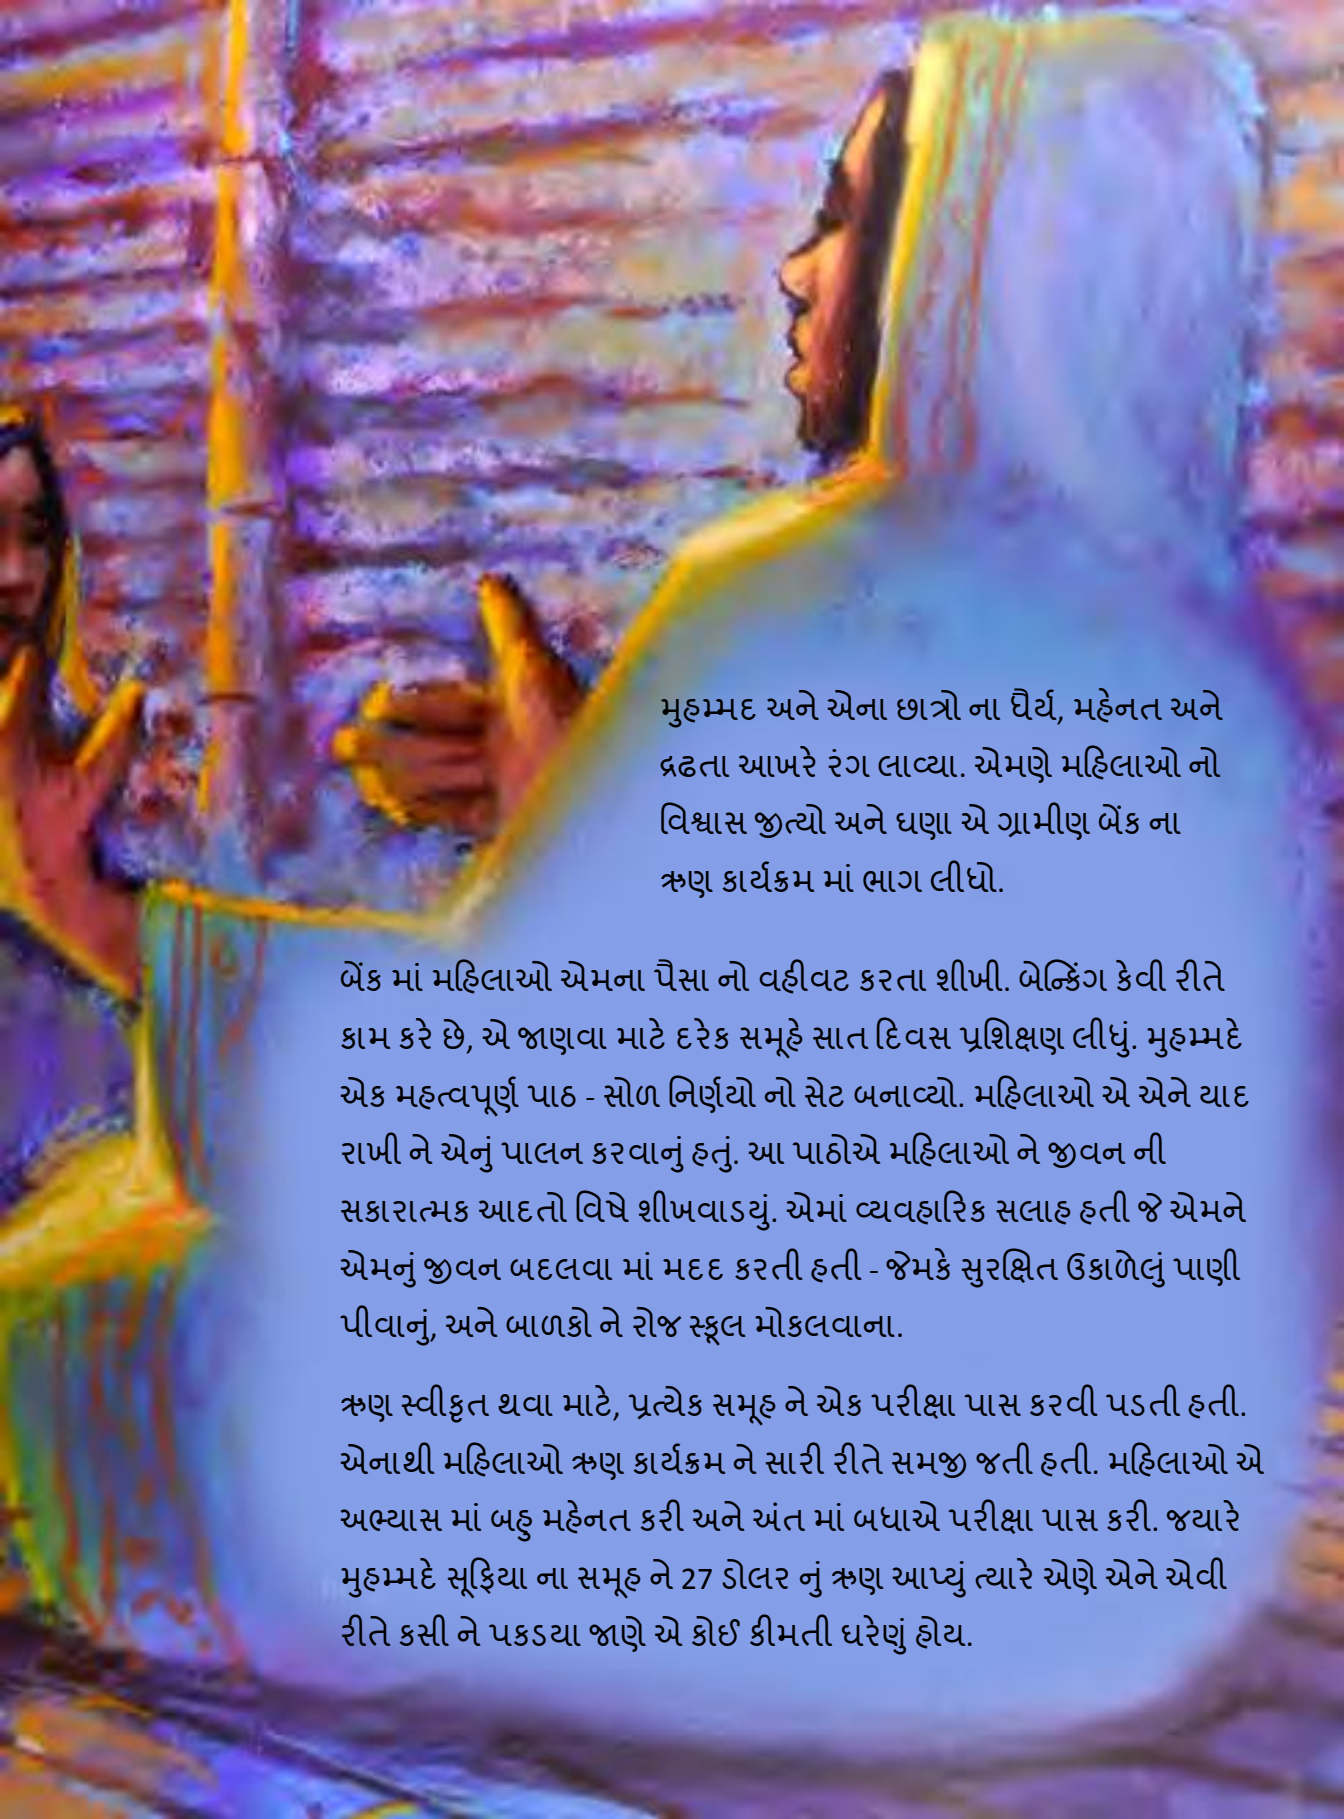 મુહમ્મદ અને એના છાત્રો ના ધૈર્ય, મહેનત અને
દ્રઢતા આખરે રંગ લાવ્યા. એમણે મહિલાઓ નો
વિશ્વાસ જીત્યો અને ઘણા એ ગ્રામીણ બેંક ના
ઋણ કાર્યક્રમ માં ભાગ લીધો.
બેંક માં મહિલાઓ એમના પૈસા નો વહીવટ કરતા શીખી. બેન્કિંગ કેવી રીતે
કામ કરે છે, એ જાણવા માટે દરેક સમૂહે સાત દિવસ પ્રશિક્ષણ લીધું. મુહમ્મદે
એક મહત્વપૂર્ણ પાઠ - સોળ નિર્ણયો નો સેટ બનાવ્યો. મહિલાઓ એ એને યાદ
રાખી ને એનું પાલન કરવાનું હતું. આ પાઠોએ મહિલાઓ ને જીવન ની
સકારાત્મક આદતો વિષે શીખવાડયું. એમાં વ્યવહારિક સલાહ હતી જે એમને
એમનું જીવન બદલવા માં મદદ કરતી હતી - જેમકે સુરક્ષિત ઉકાળેલું પાણી
પીવાનું, અને બાળકો ને રોજ સ્કૂલ મોકલવાના.
ઋણ સ્વીકૃત થવા માટે, પ્રત્યેક સમૂહ ને એક પરીક્ષા પાસ કરવી પડતી હતી.
એનાથી મહિલાઓ ઋણ કાર્યક્રમ ને સારી રીતે સમજી જતી હતી. મહિલાઓ એ
અભ્યાસ માં બહુ મહેનત કરી અને અંત માં બધાએ પરીક્ષા પાસ કરી. જયારે
મુહમ્મદે સૂફિયા ના સમૂહ ને 27 ડોલર નું ઋણ આપ્યું ત્યારે એણે એને એવી
રીતે કસી ને પકડયા જાણે એ કોઈ કીમતી ઘરેણું હોય.